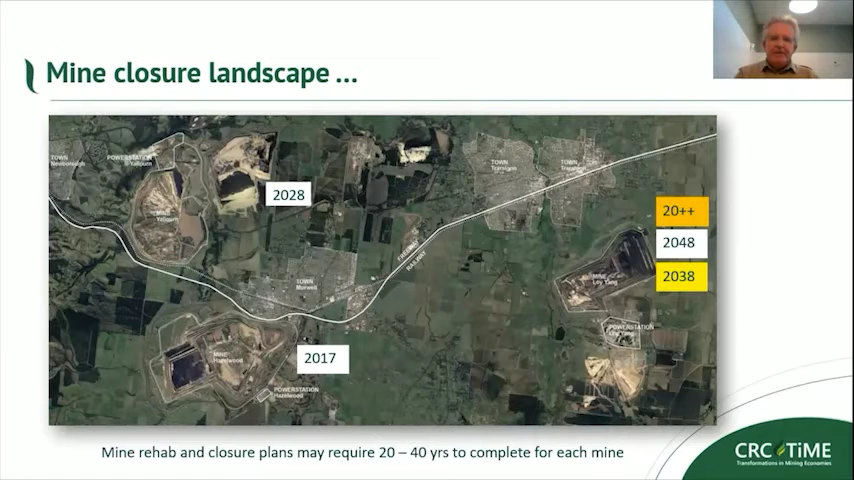 Mine closure landscape ...
TOWN
Newborough
POWERSTATION
Yallourn
MINE
Yallourn
2028
TOWN
Traralgon
TOWN
Traralgon
20++
2048
2038
FREEWAY
RAILWAY
TOWN
Morwell
MINE
Loy Yang
POWERSTATION
Loy Yang
MINE
Hazelwood
2017
POWERSTATION
Hazelwood
Mine rehab and closure plans may require 20 – 40 yrs to complete for each mine
CRC TiME
Transformations in Mining Economies